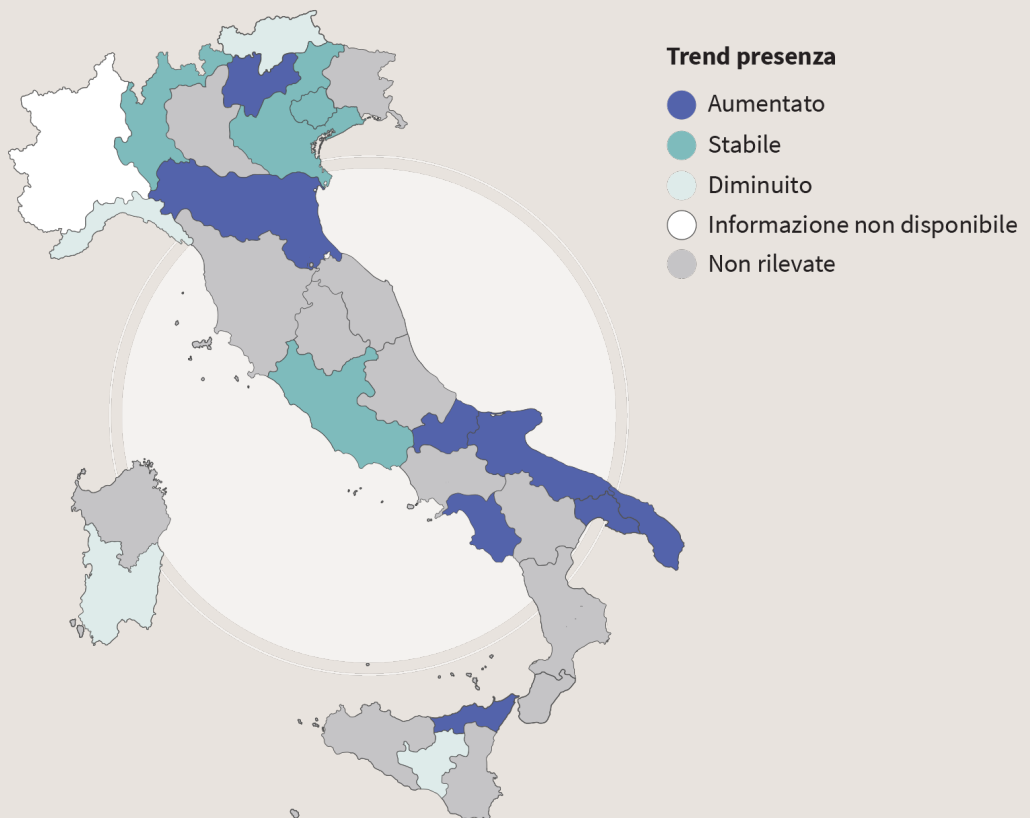 Trend presenza
Aumentato
Stabile
Diminuito
Informazione non disponibile
Non rilevate